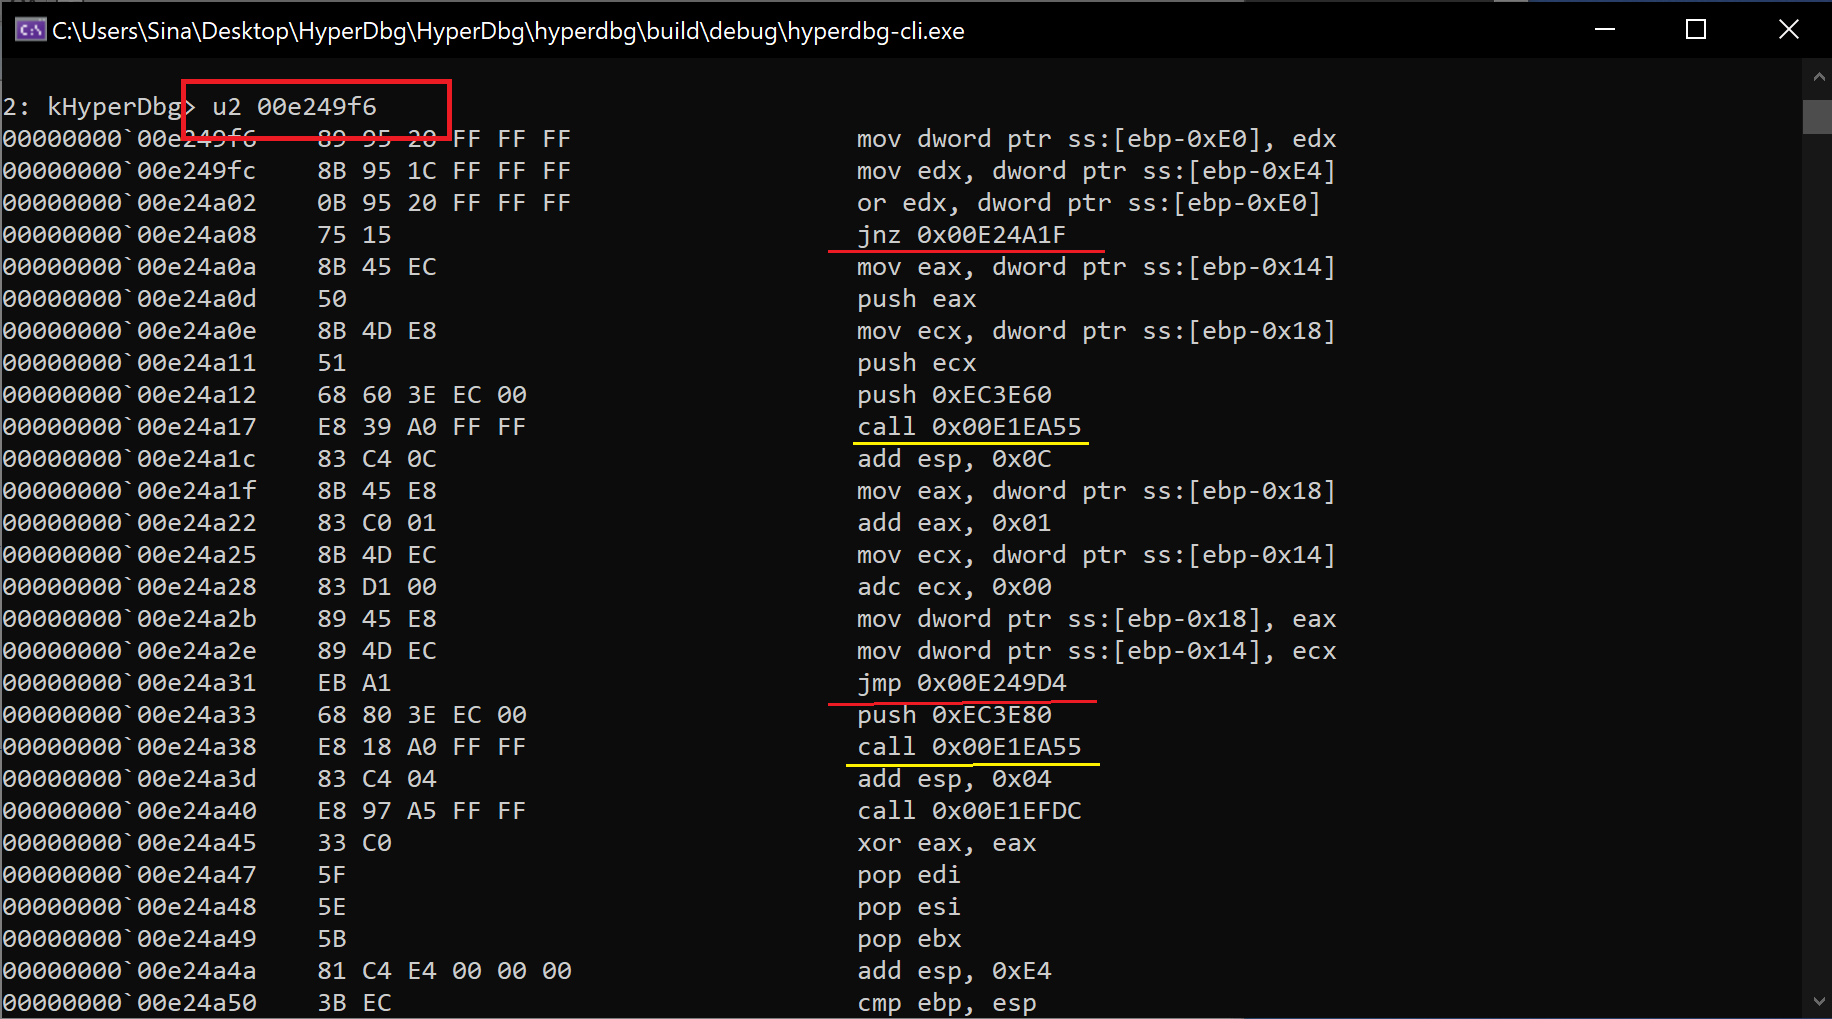 C:\Users\Sina\Desktop\HyperDbg\HyperDbg\hyperdbg\build\debug\hyperdbg-cli.exe
2: kHyperDbg> u2 00e249f6
00000000`00e249f6    89 95 20 FF FF FF                   mov dword ptr ss:[ebp-0xE0], edx
00000000`00e249fc    8B 95 1C FF FF FF                   mov edx, dword ptr ss:[ebp-0xE4]
00000000`00e24a02    0B 95 20 FF FF FF                   or edx, dword ptr ss:[ebp-0xE0]
00000000`00e24a08    75 15                               jnz 0x00E24A1F
00000000`00e24a0a    8B 45 EC                            mov eax, dword ptr ss:[ebp-0x14]
00000000`00e24a0d    50                                  push eax
00000000`00e24a0e    8B 4D E8                            mov ecx, dword ptr ss:[ebp-0x18]
00000000`00e24a11    51                                  push ecx
00000000`00e24a12    68 60 3E EC 00                      push 0xEC3E60
00000000`00e24a17    E8 39 A0 FF FF                      call 0x00E1EA55
00000000`00e24a1c    83 C4 0C                            add esp, 0x0C
00000000`00e24a1f    8B 45 E8                            mov eax, dword ptr ss:[ebp-0x18]
00000000`00e24a22    83 C0 01                            add eax, 0x01
00000000`00e24a25    8B 4D EC                            mov ecx, dword ptr ss:[ebp-0x14]
00000000`00e24a28    83 D1 00                            adc ecx, 0x00
00000000`00e24a2b    89 45 E8                            mov dword ptr ss:[ebp-0x18], eax
00000000`00e24a2e    89 4D EC                            mov dword ptr ss:[ebp-0x14], ecx
00000000`00e24a31    EB A1                               jmp 0x00E249D4
00000000`00e24a33    68 80 3E EC 00                      push 0xEC3E80
00000000`00e24a38    E8 18 A0 FF FF                      call 0x00E1EA55
00000000`00e24a3d    83 C4 04                            add esp, 0x04
00000000`00e24a40    E8 97 A5 FF FF                      call 0x00E1EFDC
00000000`00e24a45    33 C0                               xor eax, eax
00000000`00e24a47    5F                                  pop edi
00000000`00e24a48    5E                                  pop esi
00000000`00e24a49    5B                                  pop ebx
00000000`00e24a4a    81 C4 E4 00 00 00                   add esp, 0xE4
00000000`00e24a50    3B EC                               cmp ebp, esp